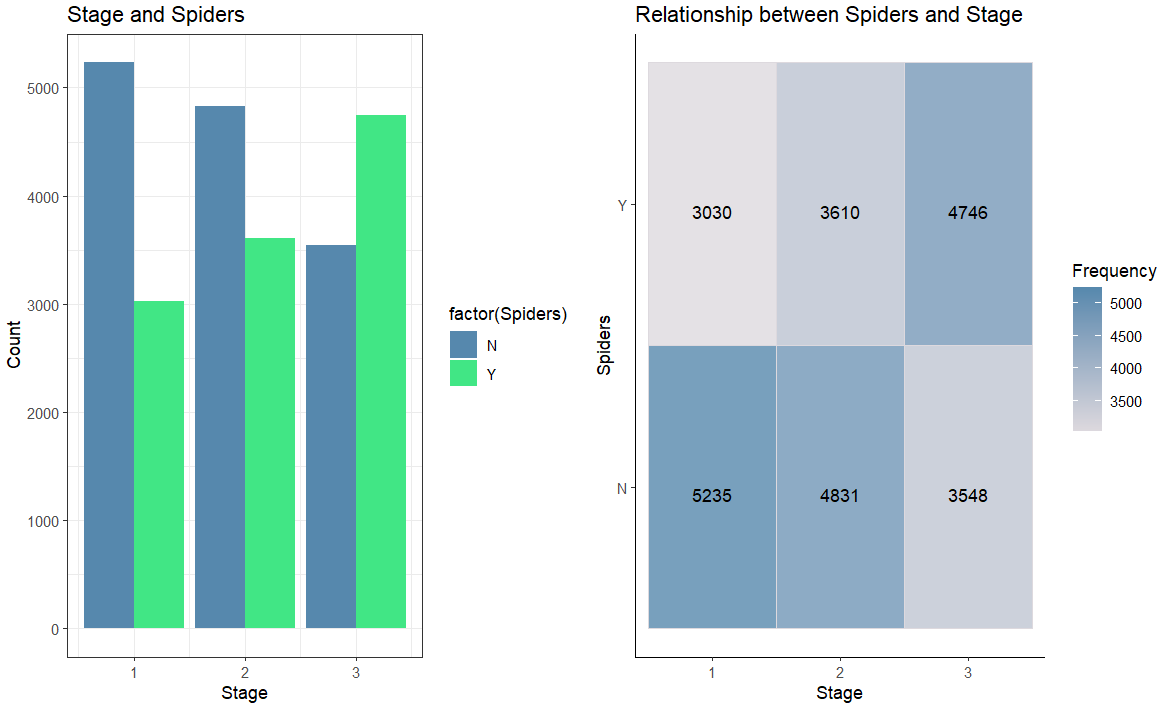 Stage and Spiders
Count
5000
4000
3000
2000
1000
0
1 2 3
Stage
factor(Spiders)
N
Y
Relationship between Spiders and Stage
Spiders
Y
3030 3610 4746
N
5235 4831 3548
1 2 3
Stage
Frequency
5000
4500
4000
3500